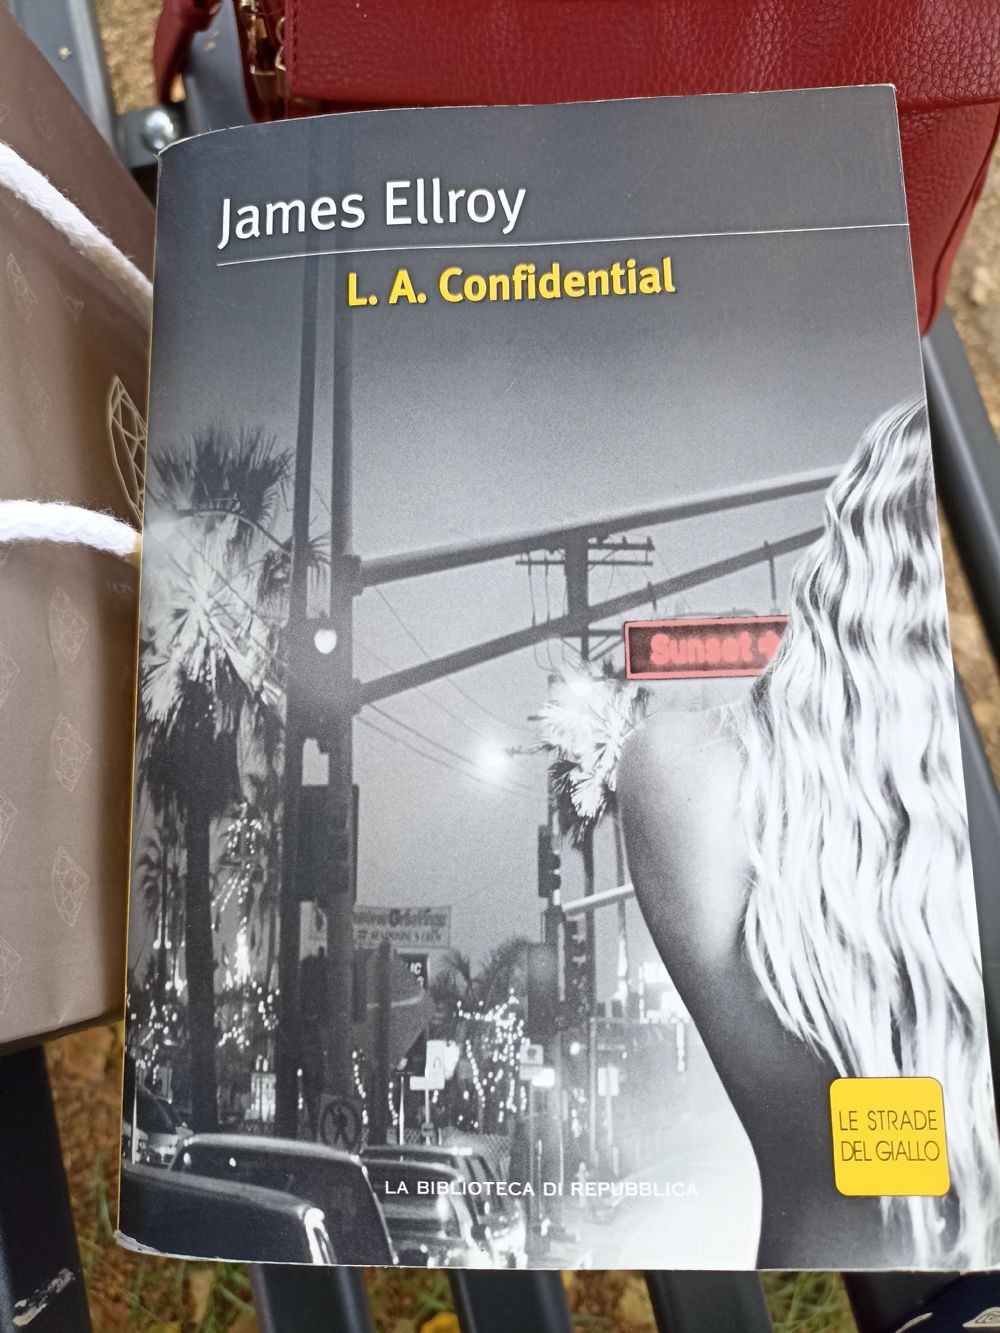 James Ellroy
L. A. Confidential
Sunset
LA BIBLIOTECA DI REPUBBLICA
LE STRADE
DEL GIALLO